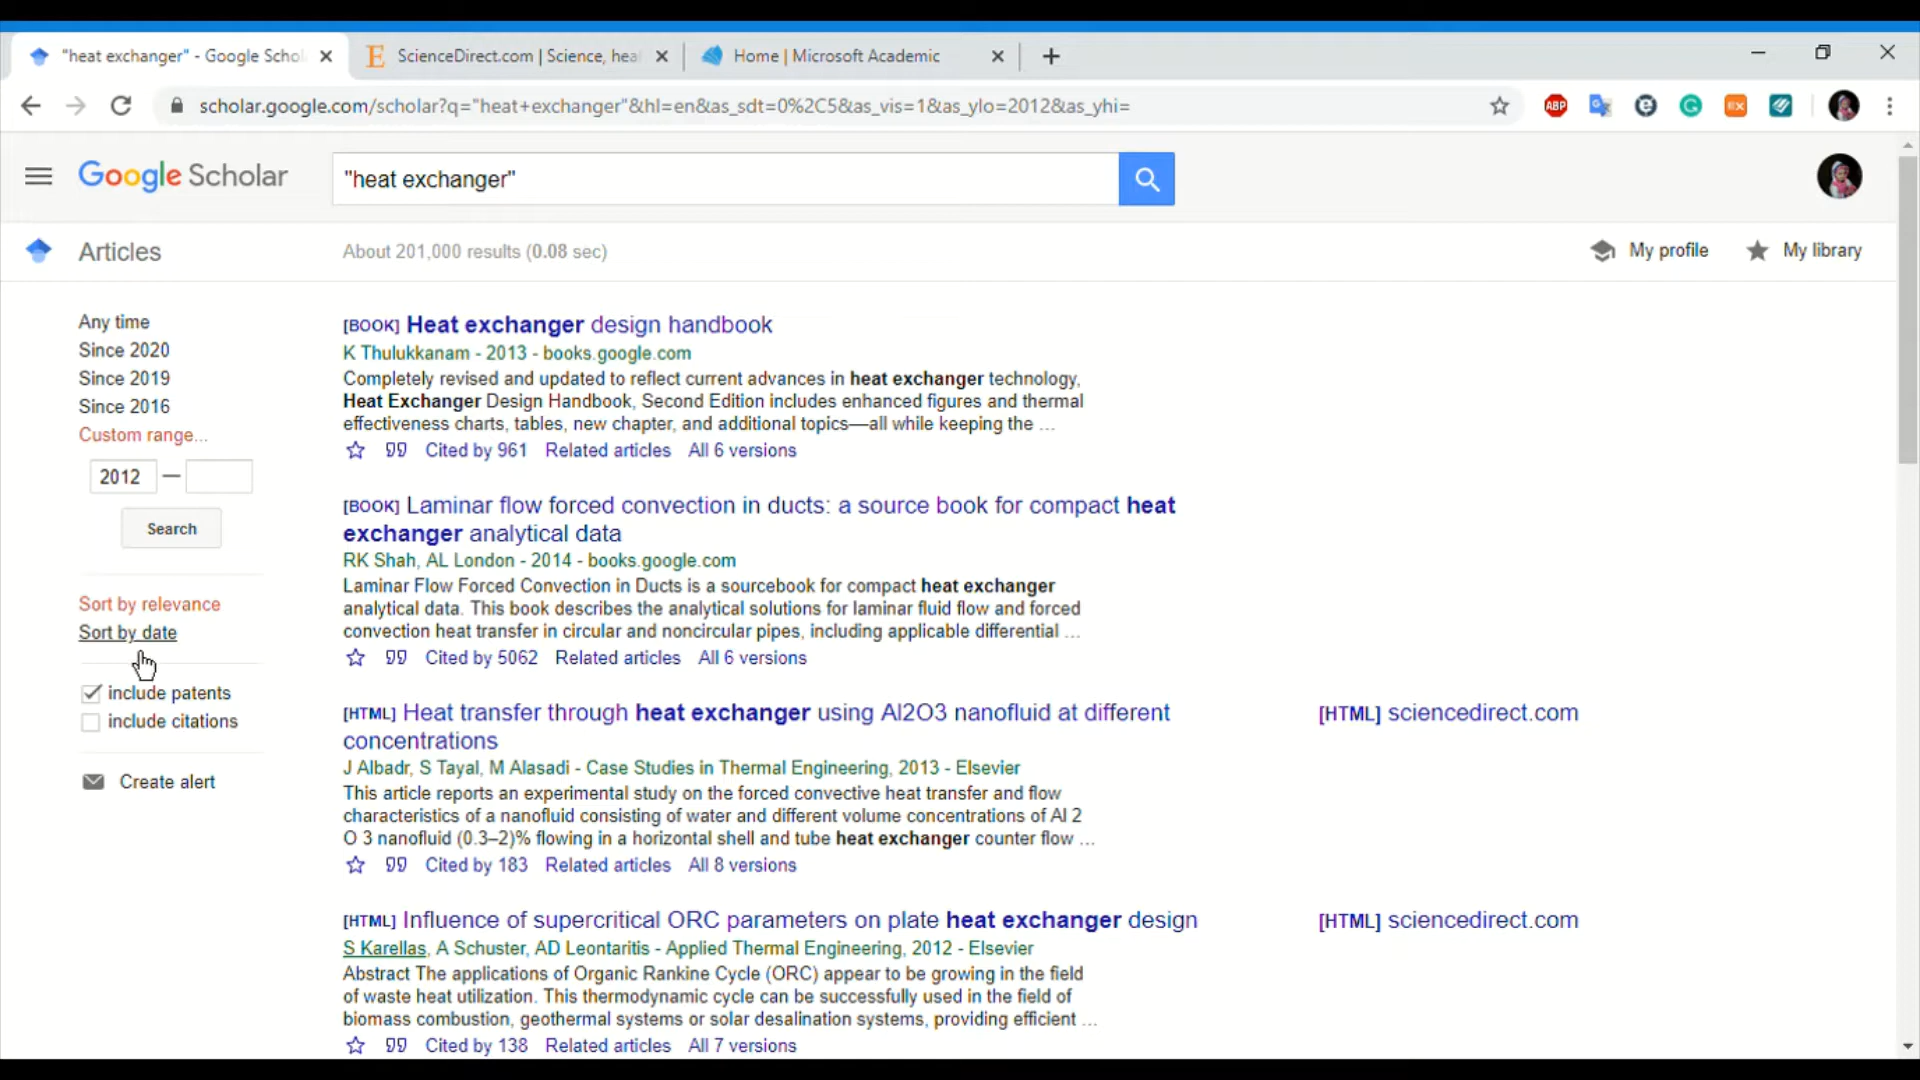 "heat exchanger" - Google Schol
ScienceDirect.com | Science, hea
Home | Microsoft Academic
scholar.google.com/scholar?q="heat+exchanger"&hl=en&as_sdt=0%2C5&as_vis=1&as_ylo=2012&as_yhi=
ABP
EX
Google Scholar
"heat exchanger"
Articles
About 201,000 results (0.08 sec)
My profile
My library
Any time
Since 2020
Since 2019
Since 2016
Custom range...
2012 —
Search
Sort by relevance
Sort by date
include patents
include citations
Create alert
[BOOK] Heat exchanger design handbook
K Thulukkanam - 2013 - books.google.com
Completely revised and updated to reflect current advances in heat exchanger technology,
Heat Exchanger Design Handbook, Second Edition includes enhanced figures and thermal
effectiveness charts, tables, new chapter, and additional topics—all while keeping the ...
Cited by 961 Related articles All 6 versions
[BOOK] Laminar flow forced convection in ducts: a source book for compact heat
exchanger analytical data
RK Shah, AL London - 2014 - books.google.com
Laminar Flow Forced Convection in Ducts is a sourcebook for compact heat exchanger
analytical data. This book describes the analytical solutions for laminar fluid flow and forced
convection heat transfer in circular and noncircular pipes, including applicable differential ...
Cited by 5062 Related articles All 6 versions
[HTML] Heat transfer through heat exchanger using Al2O3 nanofluid at different
concentrations
[HTML] sciencedirect.com
J Albadr, S Tayal, M Alasadi - Case Studies in Thermal Engineering, 2013 - Elsevier
This article reports an experimental study on the forced convective heat transfer and flow
characteristics of a nanofluid consisting of water and different volume concentrations of Al 2
O 3 nanofluid (0.3–2)% flowing in a horizontal shell and tube heat exchanger counter flow ...
Cited by 183 Related articles All 8 versions
[HTML] Influence of supercritical ORC parameters on plate heat exchanger design
[HTML] sciencedirect.com
S Karellas, A Schuster, AD Leontaritis - Applied Thermal Engineering, 2012 - Elsevier
Abstract The applications of Organic Rankine Cycle (ORC) appear to be growing in the field
of waste heat utilization. This thermodynamic cycle can be successfully used in the field of
biomass combustion, geothermal systems or solar desalination systems, providing efficient ...
Cited by 138 Related articles All 7 versions